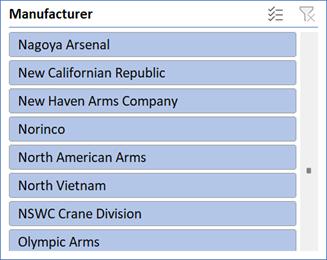 Manufacturer
Nagoya Arsenal
New Californian Republic
New Haven Arms Company
Norinco
North American Arms
North Vietnam
NSWC Crane Division
Olympic Arms